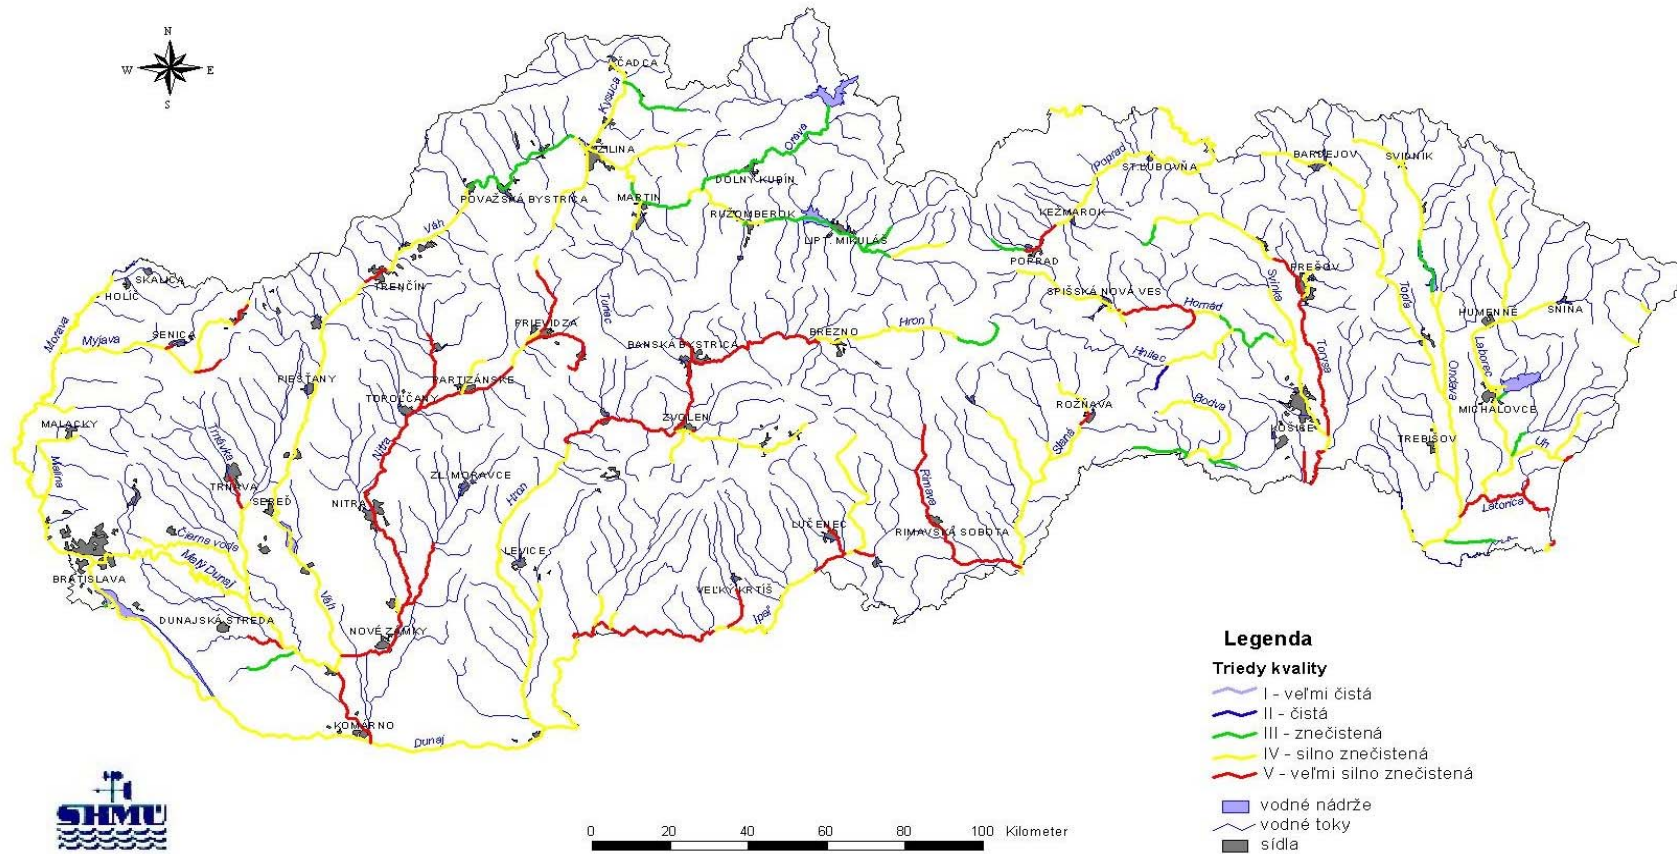 N
W E
S
ČADCA
Kysuca
ŽILINA
Orava
DOLNÝ KUBÍN
POVAŽSKÁ BYSTRICA
MARTIN
RUŽOMBEROK
LIPT. MIKULÁŠ
Poprad
ST.ĽUBOVŇA
BARDEJOV
SVIDNÍK
KEŽMAROK
POPRAD
Váh
TRENČÍN
SKALICA
HOLÍČ
Morava
Myjava
SENICA
PRIEVIDZA
BANSKÁ BYSTRICA
BREZNO
Hron
SPIŠSKÁ NOVÁ VES
Hornád
Hnilec
Svinka
PREŠOV
Torysa
Topľa
Ondava
HUMENNÉ
SNINA
Laborec
MICHALOVCE
PIEŠŤANY
PARTIZÁNSKE
TOPOĽČANY
ZVOLEN
ROŽŇAVA
Slaná
Bodva
KOŠICE
TREBIŠOV
Uh
Latorica
MALACKY
Malina
Trnávka
TRNAVA
SEREĎ
Nitra
NITRA
ZL. MORAVCE
Hron
LEVICE
LUČENEC
Rimava
RIMAVSKÁ SOBOTA
Čierna voda
Malý Dunaj
BRATISLAVA
DUNAJSKÁ STREDA
Váh
NOVÉ ZÁMKY
VEĽKÝ KRTÍŠ
Ipeľ
KOMÁRNO
Dunaj
Legenda
Triedy kvality
I - veľmi čistá
II - čistá
III - znečistená
IV - silno znečistená
V - veľmi silno znečistená
vodné nádrže
vodné toky
sídla
SHMÚ
0 20 40 60 80 100 Kilometer